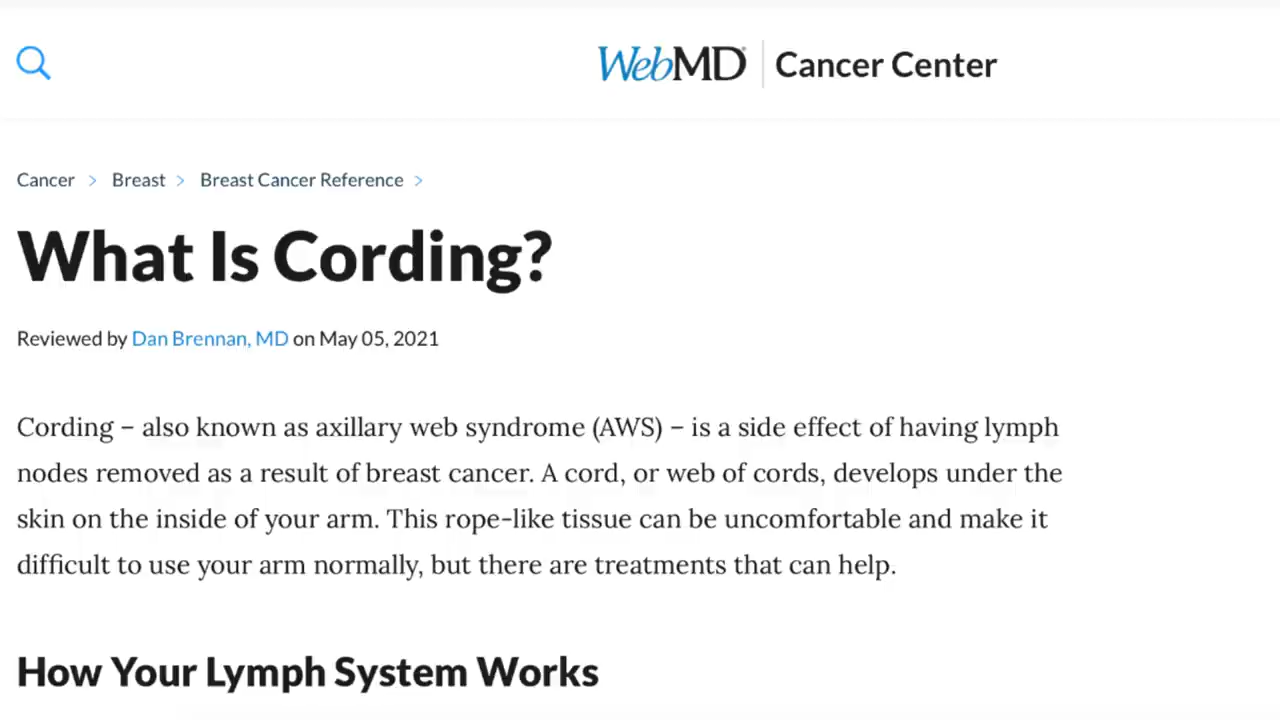 WebMD Cancer Center
Cancer > Breast > Breast Cancer Reference >
What Is Cording?
Reviewed by Dan Brennan, MD on May 05, 2021
Cording – also known as axillary web syndrome (AWS) – is a side effect of having lymph
nodes removed as a result of breast cancer. A cord, or web of cords, develops under the
skin on the inside of your arm. This rope-like tissue can be uncomfortable and make it
difficult to use your arm normally, but there are treatments that can help.
How Your Lymph System Works